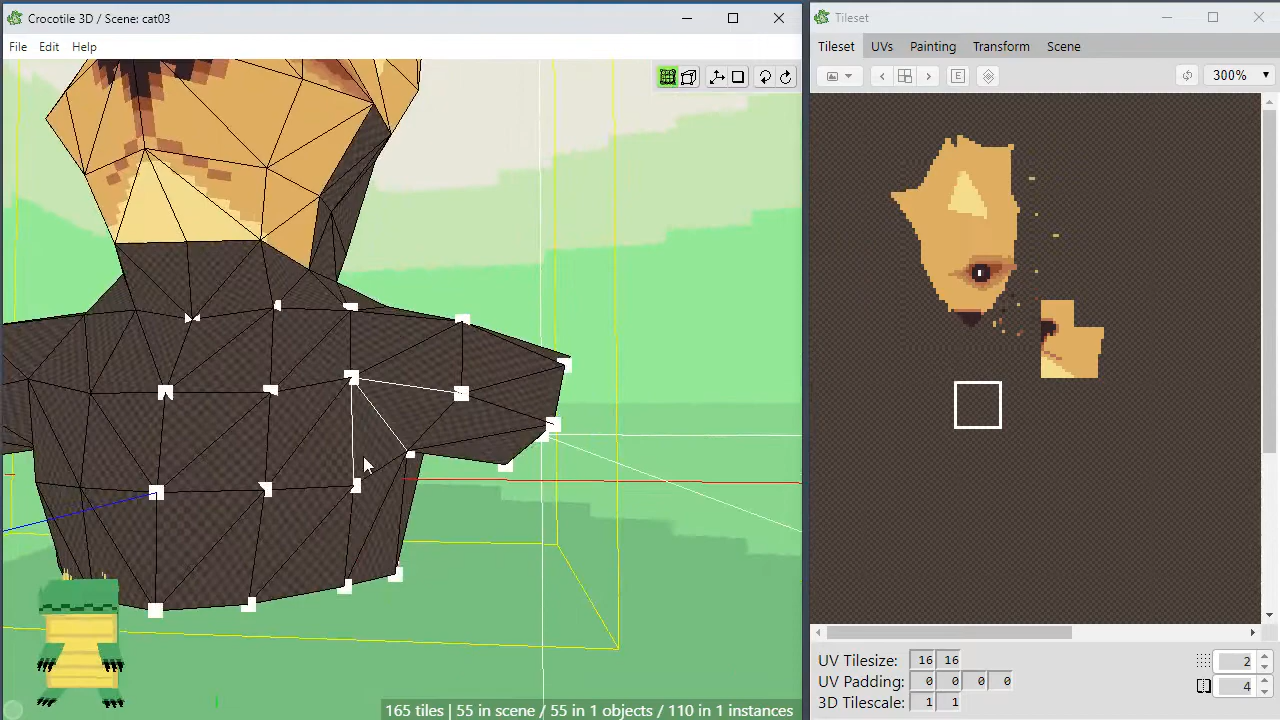 Crocotile 3D / Scene: cat03
File Edit Help
165 tiles | 55 in scene / 55 in 1 objects / 110 in 1 instances
Tileset
Tileset UVs Painting Transform Scene
E 300%
UV Tilesize: 16 16
UV Padding: 0 0 0 0
3D Tilescale: 1 1
2
4